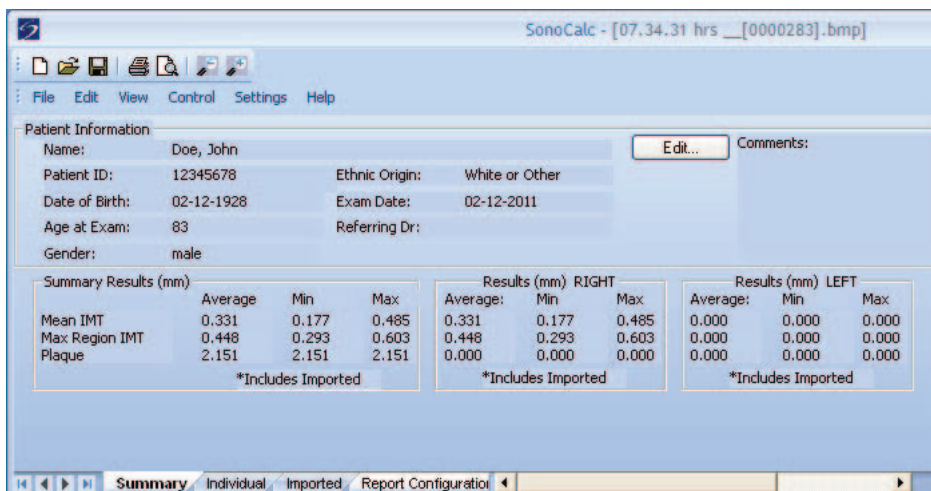 SonoCalc - [07.34.31 hrs __[0000283].bmp]
File Edit View Control Settings Help
Patient Information
Name: Doe, John Edit... Comments:
Patient ID: 12345678 Ethnic Origin: White or Other
Date of Birth: 02-12-1928 Exam Date: 02-12-2011
Age at Exam: 83 Referring Dr:
Gender: male
Summary Results (mm) Results (mm) RIGHT Results (mm) LEFT
Average Min Max Average: Min Max Average: Min Max
Mean IMT 0.331 0.177 0.485 0.331 0.177 0.485 0.000 0.000 0.000
Max Region IMT 0.448 0.293 0.603 0.448 0.293 0.603 0.000 0.000 0.000
Plaque 2.151 2.151 2.151 0.000 0.000 0.000 0.000 0.000 0.000
*Includes Imported *Includes Imported *Includes Imported
Summary Individual Imported Report Configuratio